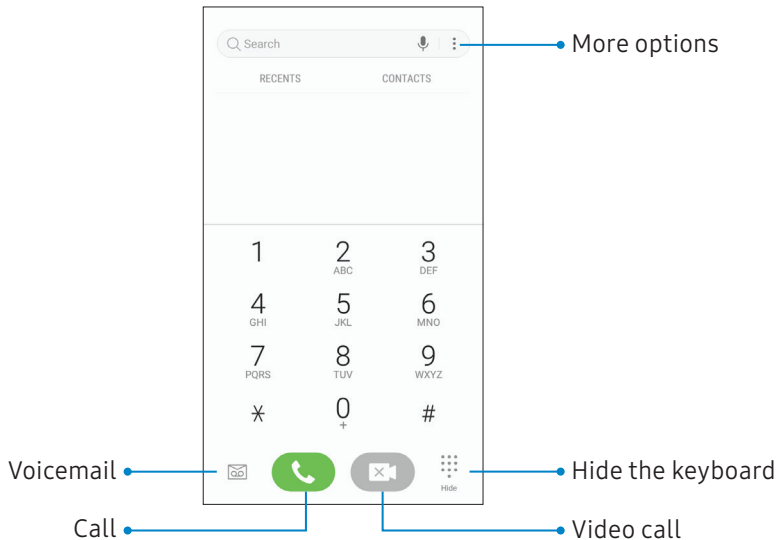 Search
More options
RECENTS CONTACTS
1 2 3
ABC DEF
4 5 6
GHI JKL MNO
7 8 9
PQRS TUV WXYZ
* 0 #
+
Voicemail
Hide the keyboard
Hide
Call
Video call